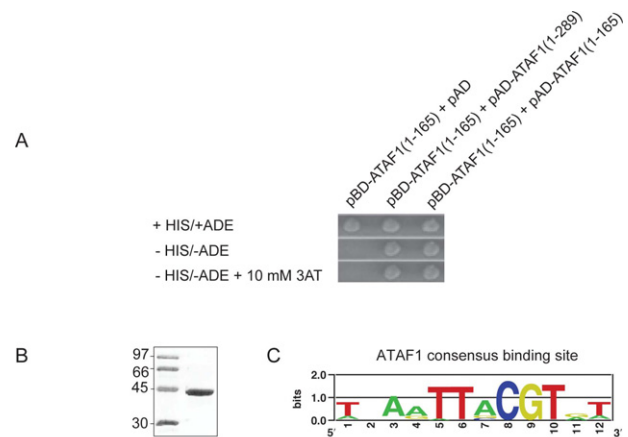 A
pBD-ATAF1(1-165) + pAD
pBD-ATAF1(1-165) + pAD-ATAF1(1-289)
pBD-ATAF1(1-165) + pAD-ATAF1(1-165)
+ HIS/+ADE
- HIS/-ADE
- HIS/-ADE + 10 mM 3AT
B
97
66
45
30
C
ATAF1 consensus binding site
bits
2.0
1.0
0.0
T AATTACGT T
5′ 1 2 3 4 5 6 7 8 9 10 11 12 3′